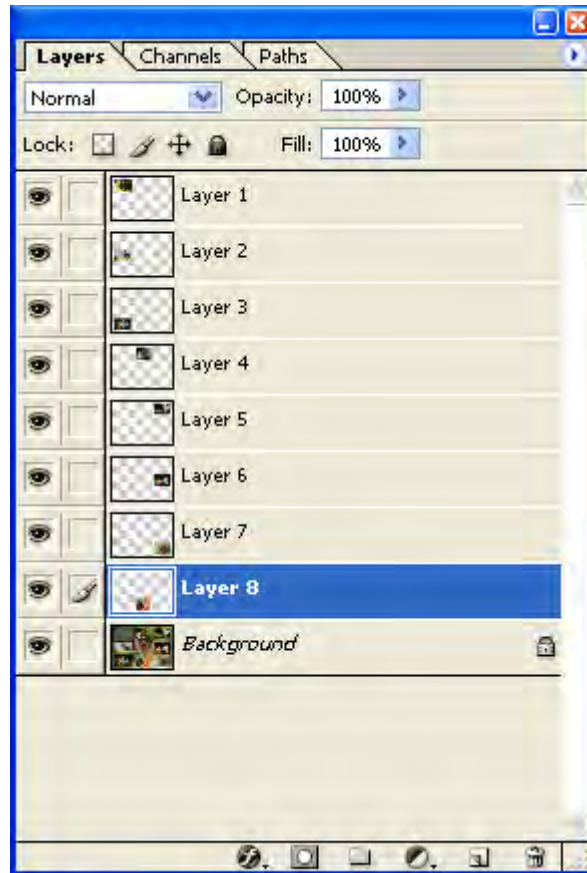 Layers Channels Paths
Normal Opacity: 100%
Lock: Fill: 100%
Layer 1
Layer 2
Layer 3
Layer 4
Layer 5
Layer 6
Layer 7
Layer 8
Background